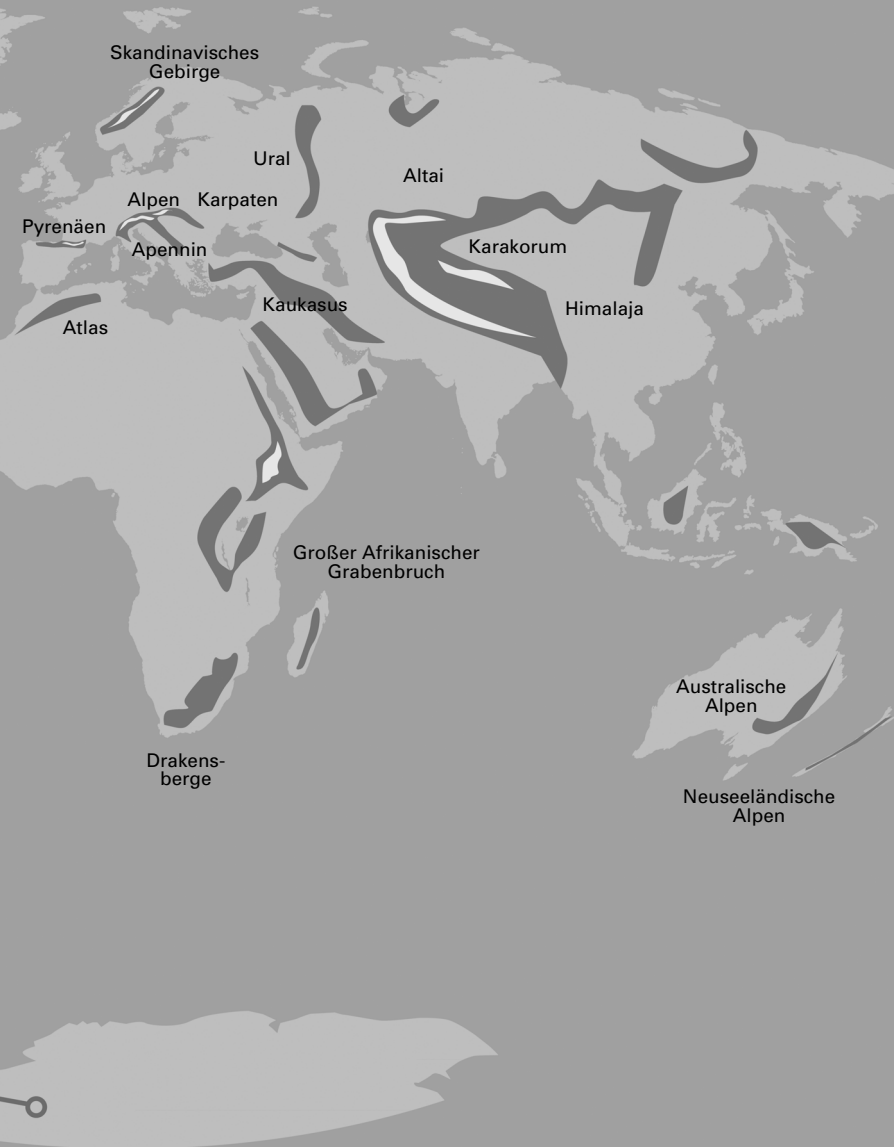 Skandinavisches
Gebirge
Ural
Altai
Alpen
Karpaten
Pyrenäen
Apennin
Karakorum
Kaukasus
Himalaja
Atlas
Großer Afrikanischer
Grabenbruch
Australische
Alpen
Drakens-
berge
Neuseeländische
Alpen